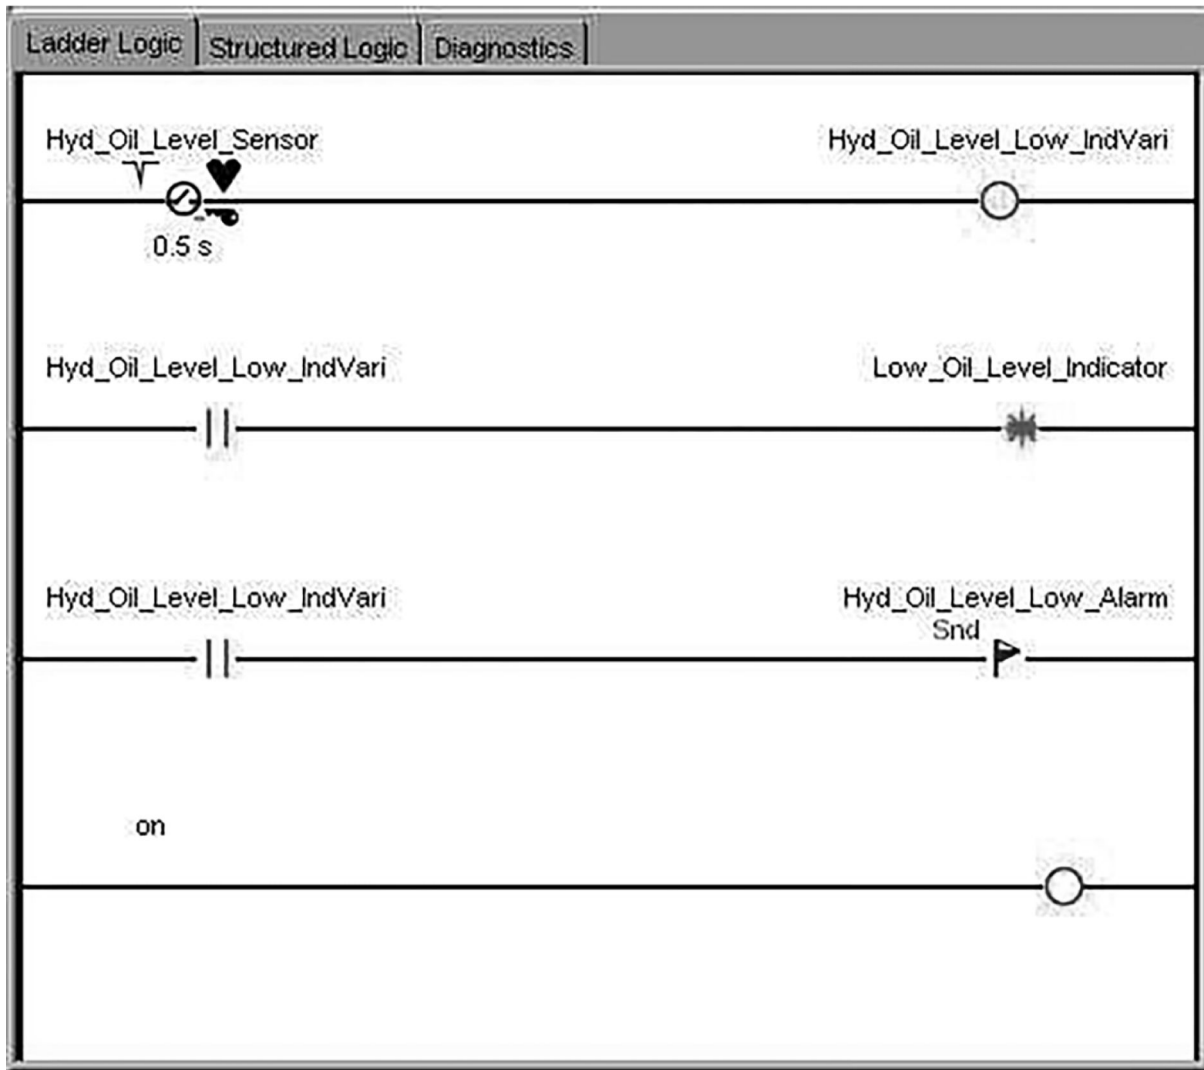 Ladder Logic Structured Logic Diagnostics
Hyd_Oil_Level_Sensor Hyd_Oil_Level_Low_IndVari
0.5 s
Hyd_Oil_Level_Low_IndVari Low_Oil_Level_Indicator
Hyd_Oil_Level_Low_IndVari Hyd_Oil_Level_Low_Alarm
Snd
on